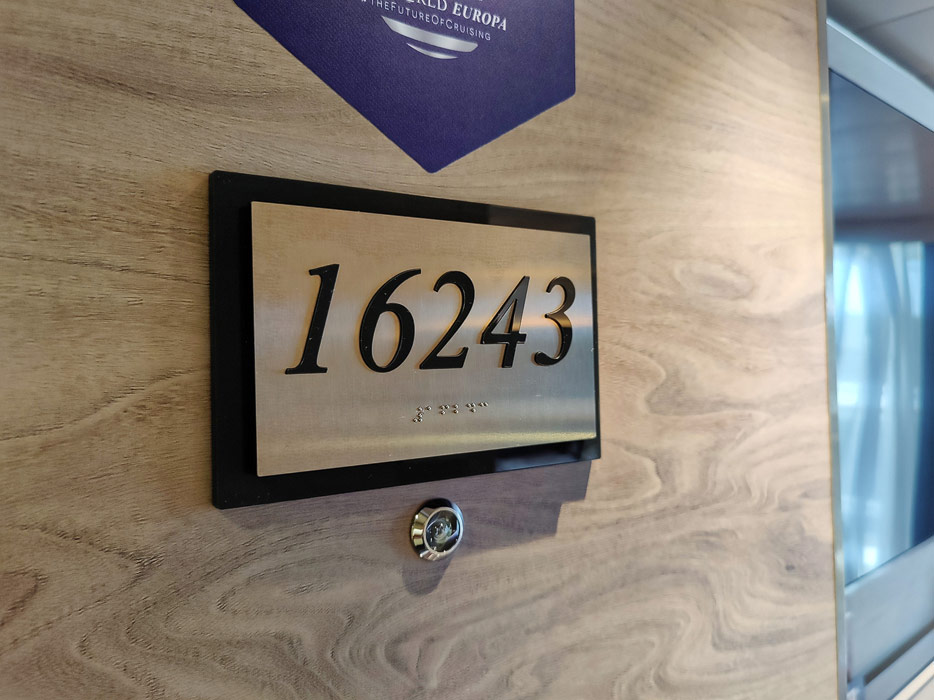 RLD EUROPA
THEFUTUREOFCRUISING
16243